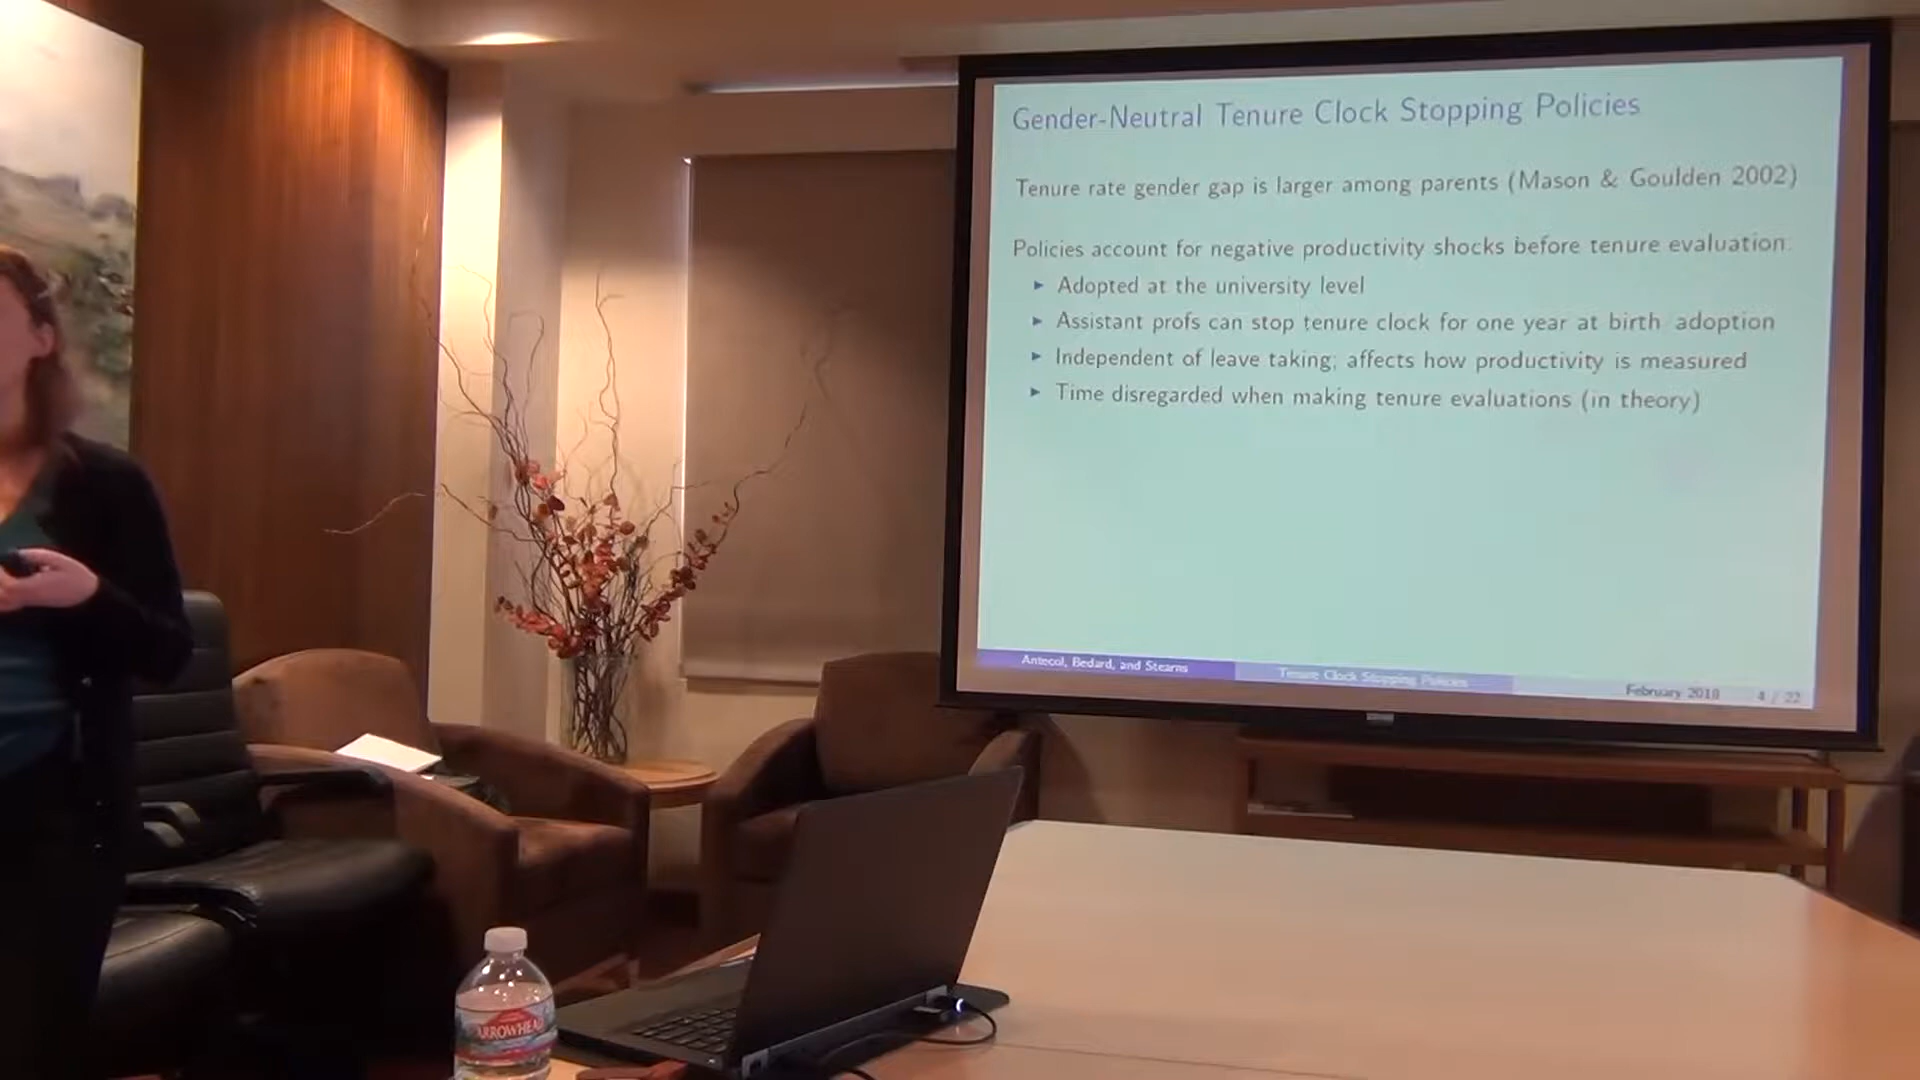 Gender-Neutral Tenure Clock Stopping Policies
Tenure rate gender gap is larger among parents (Mason & Goulden 2002)
Policies account for negative productivity shocks before tenure evaluation:
► Adopted at the university level
► Assistant profs can stop tenure clock for one year at birth/adoption
► Independent of leave taking; affects how productivity is measured
► Time disregarded when making tenure evaluations (in theory)
Antecol, Bedard, and Stearns
Tenure Clock Stopping Policies
February 2018
4 / 22
ARROWHEAD